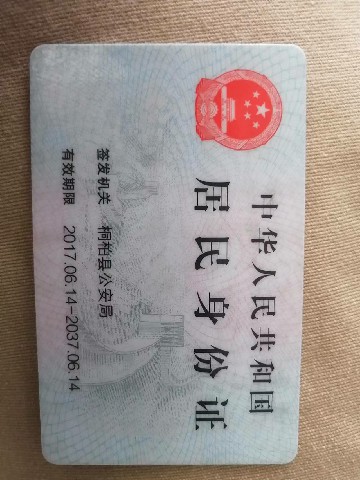 中华人民共和国
居民身份证
签发机关 桐柏县公安局
有效期限 2017.06.14-2037.06.14